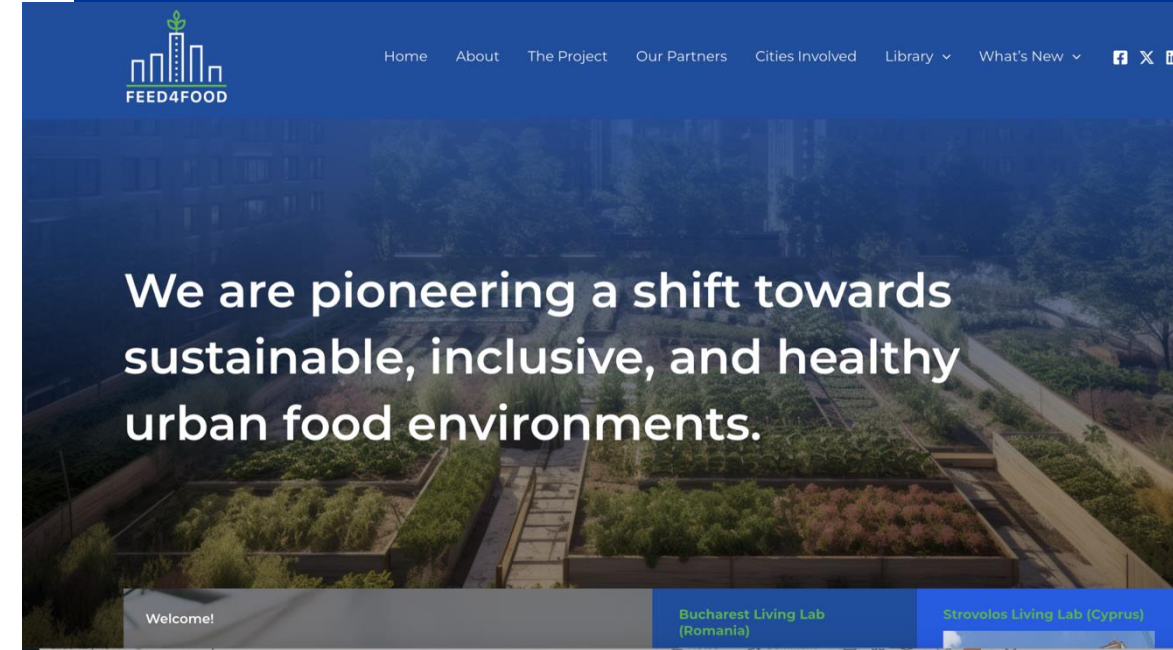 FEED4FOOD
Home About The Project Our Partners Cities Involved Library What's New
We are pioneering a shift towards
sustainable, inclusive, and healthy
urban food environments.
Welcome!
Bucharest Living Lab
(Romania)
Strovolos Living Lab (Cyprus)